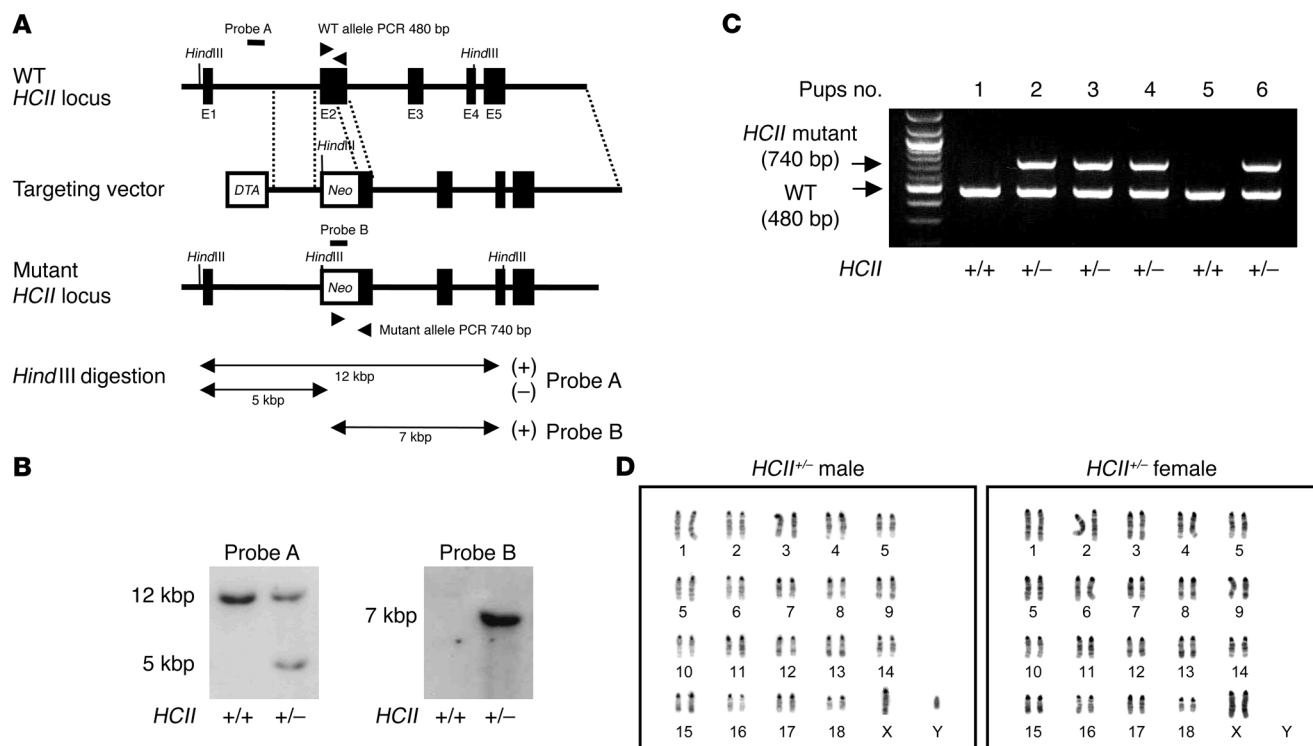 A
Probe A
WT allele PCR 480 bp
HindIII
HindIII
WT
HCII locus
E1
E2
E3
E4
E5
HindIII
Targeting vector
DTA
Neo
Probe B
HindIII
HindIII
HindIII
Mutant
HCII locus
Neo
Mutant allele PCR 740 bp
HindIII digestion
12 kbp
(+)
(–)
Probe A
5 kbp
7 kbp
(+) Probe B
B
Probe A
Probe B
12 kbp
5 kbp
7 kbp
HCII +/+ +/–
HCII +/+ +/–
C
Pups no. 1 2 3 4 5 6
HCII mutant
(740 bp)
WT
(480 bp)
HCII +/+ +/– +/– +/– +/+ +/–
D
HCII+/– male
1 2 3 4 5
5 6 7 8 9
10 11 12 13 14
15 16 17 18 X Y
HCII+/– female
1 2 3 4 5
5 6 7 8 9
10 11 12 13 14
15 16 17 18 X Y